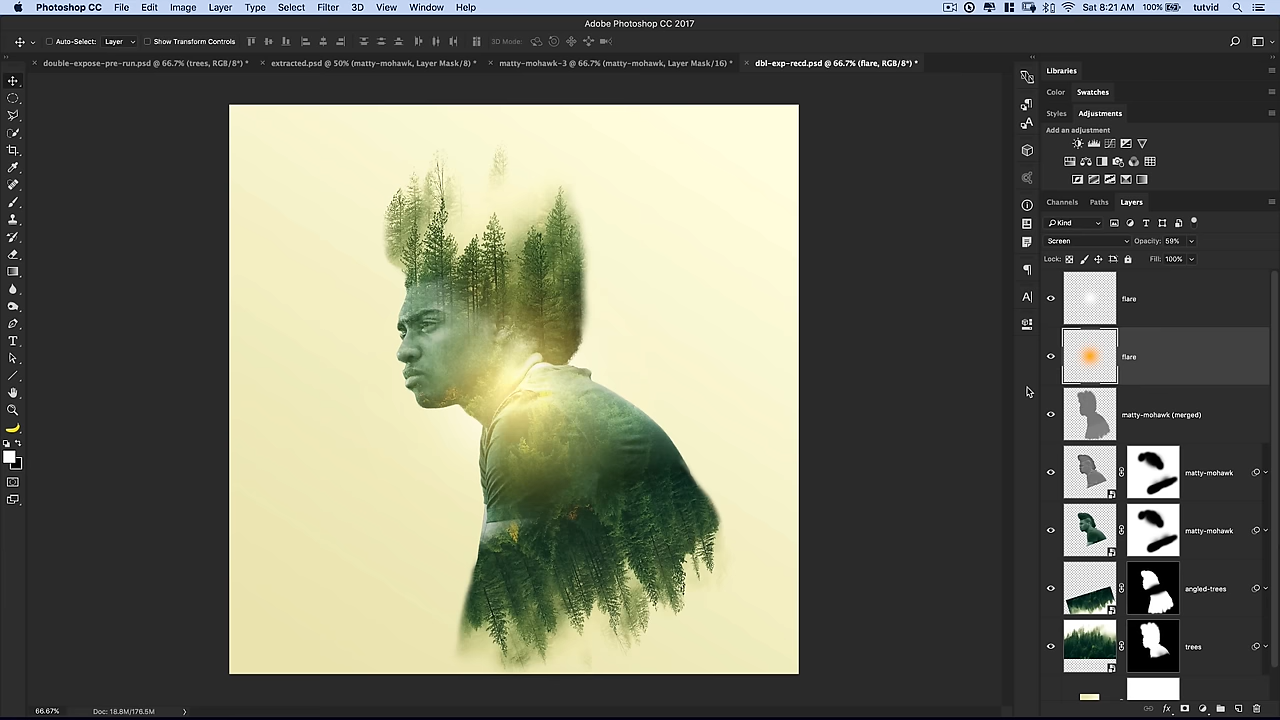 Photoshop CC File Edit Image Layer Type Select Filter 3D View Window Help 100% Sat 8:21 AM tutvid
Adobe Photoshop CC 2017
Auto-Select: Layer Show Transform Controls 3D Mode:
double-expose-pre-run.psd @ 66.7% (trees, RGB/8*) * extracted.psd @ 50% (matty-mohawk, Layer Mask/8) * matty-mohawk-3 @ 66.7% (matty-mohawk, Layer Mask/16) * dbl-exp-recd.psd @ 66.7% (flare, RGB/8*) *
Libraries
Color Swatches
Styles Adjustments
Add an adjustment
Channels Paths Layers
Kind
Screen Opacity: 59%
Lock: Fill: 100%
flare
flare
matty-mohawk (merged)
matty-mohawk
matty-mohawk
angled-trees
trees
66.67% Doc: 18.8M/176.5M